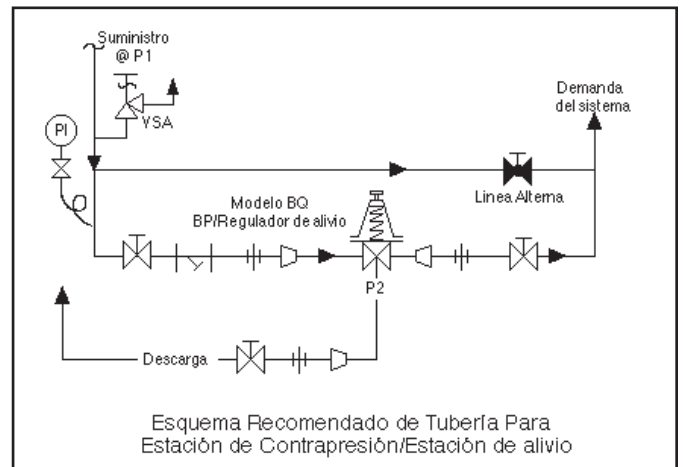 Suministro
@ P1
VSA
PI
Demanda
del sistema
Linea Alterna
Modelo BQ
BP/Regulador de alivio
P2
Descarga
Esquema Recomendado de Tubería Para
Estación de Contrapresión/Estación de alivio